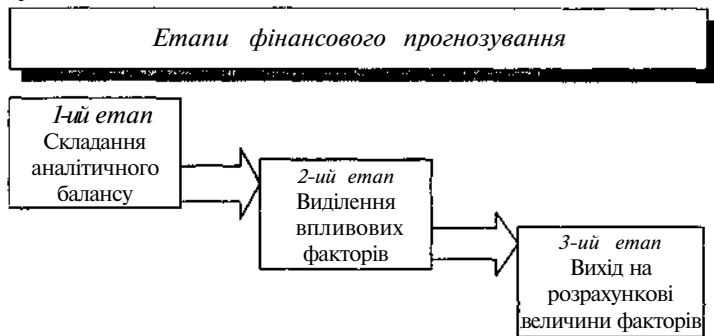 Етапи фінансового прогнозування
1-ий етап
Складання
аналітичного
балансу
2-ий етап
Виділення
впливових
факторів
3-ий етап
Вихід на
розрахункові
величини факторів